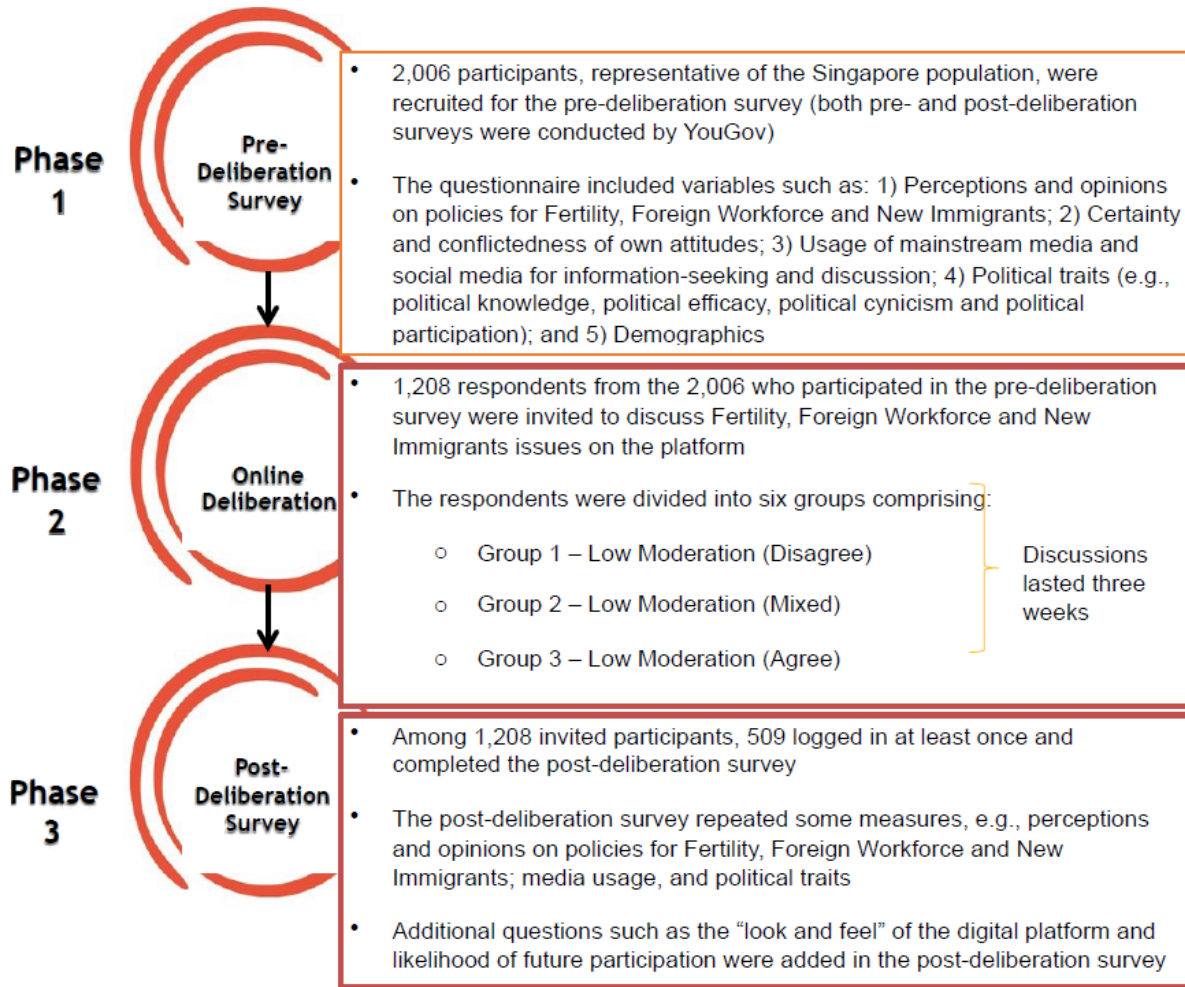 Phase
1
Pre-
Deliberation
Survey
• 2,006 participants, representative of the Singapore population, were
recruited for the pre-deliberation survey (both pre- and post-deliberation
surveys were conducted by YouGov)
• The questionnaire included variables such as: 1) Perceptions and opinions
on policies for Fertility, Foreign Workforce and New Immigrants; 2) Certainty
and conflictedness of own attitudes; 3) Usage of mainstream media and
social media for information-seeking and discussion; 4) Political traits (e.g.,
political knowledge, political efficacy, political cynicism and political
participation); and 5) Demographics
Phase
2
Online
Deliberation
• 1,208 respondents from the 2,006 who participated in the pre-deliberation
survey were invited to discuss Fertility, Foreign Workforce and New
Immigrants issues on the platform
• The respondents were divided into six groups comprising:
o Group 1 – Low Moderation (Disagree)
o Group 2 – Low Moderation (Mixed)
o Group 3 – Low Moderation (Agree)
Discussions
lasted three
weeks
Phase
3
Post-
Deliberation
Survey
• Among 1,208 invited participants, 509 logged in at least once and
completed the post-deliberation survey
• The post-deliberation survey repeated some measures, e.g., perceptions
and opinions on policies for Fertility, Foreign Workforce and New
Immigrants; media usage, and political traits
• Additional questions such as the “look and feel” of the digital platform and
likelihood of future participation were added in the post-deliberation survey